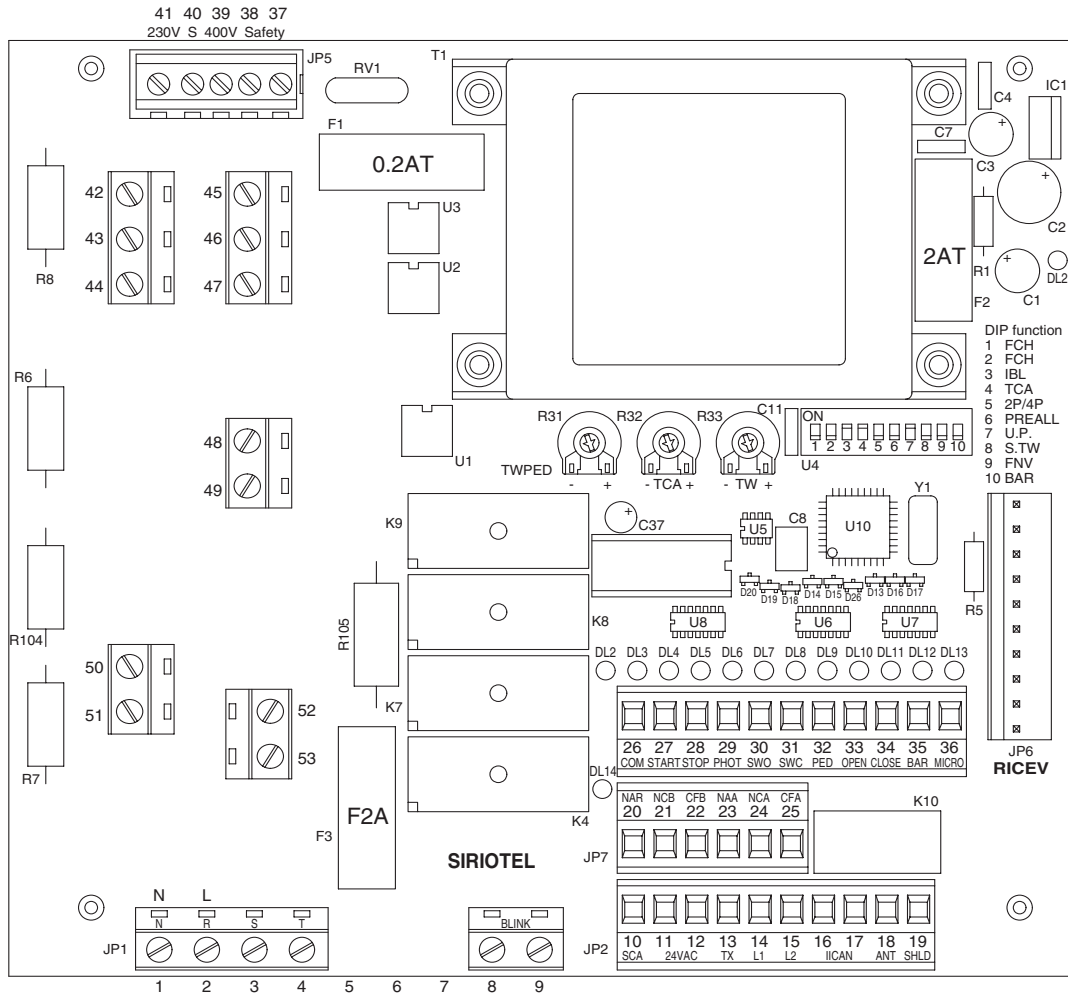 41 40 39 38 37
230V S 400V Safety
JP5
RV1
T1
C4
IC1
F1
0.2AT
C7
C3
42
45
U3
C2
43
46
2AT
R1
R8
44
47
U2
F2
C1
DL2
DIP function
1 FCH
2 FCH
3 IBL
4 TCA
5 2P/4P
6 PREALL
7 U.P.
8 S.TW
9 FNV
10 BAR
R6
R31
R32
R33
C11
ON
1 2 3 4 5 6 7 8 9 10
U4
48
U1
TWPED
- +
- TCA +
- TW +
49
K9
C37
U5
C8
U10
Y1
D20
D19
D18
D14
D15
D26
D13
D16
D17
R5
R104
R105
K8
U8
U6
U7
50
DL2 DL3 DL4 DL5 DL6 DL7 DL8 DL9 DL10 DL11 DL12 DL13
51
52
K7
53
26 27 28 29 30 31 32 33 34 35 36
COM START STOP PHOT SWO SWC PED OPEN CLOSE BAR MICRO
JP6
RICEV
R7
DL14
NAR NCB CFB NAA NCA CFA
20 21 22 23 24 25
K10
F3
F2A
K4
SIRIOTEL
JP7
N L
N R S T
BLINK
JP1
JP2
10 11 12 13 14 15 16 17 18 19
SCA 24VAC TX L1 L2 IICAN ANT SHLD
1 2 3 4 5 6 7 8 9